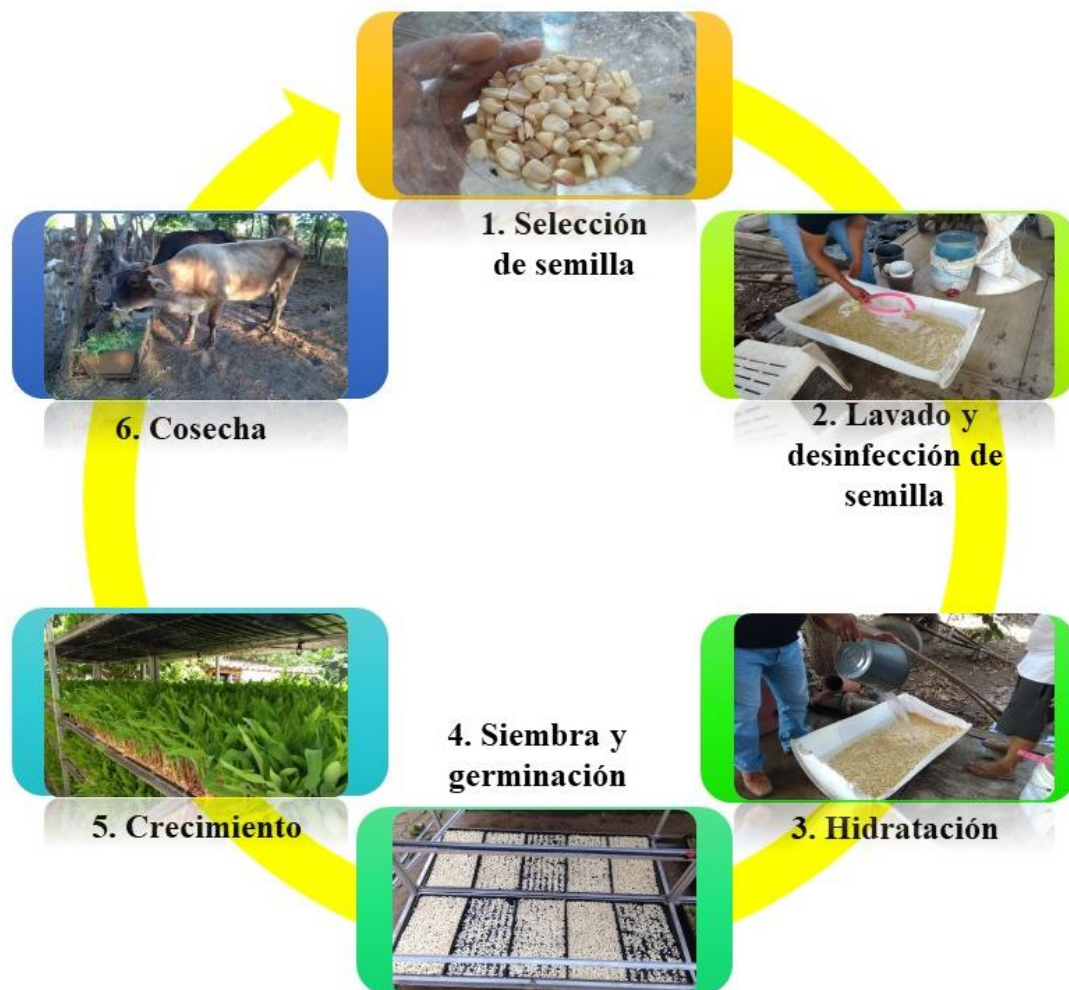 1. Selección
de semilla
2. Lavado y
desinfección de
semilla
3. Hidratación
4. Siembra y
germinación
5. Crecimiento
6. Cosecha